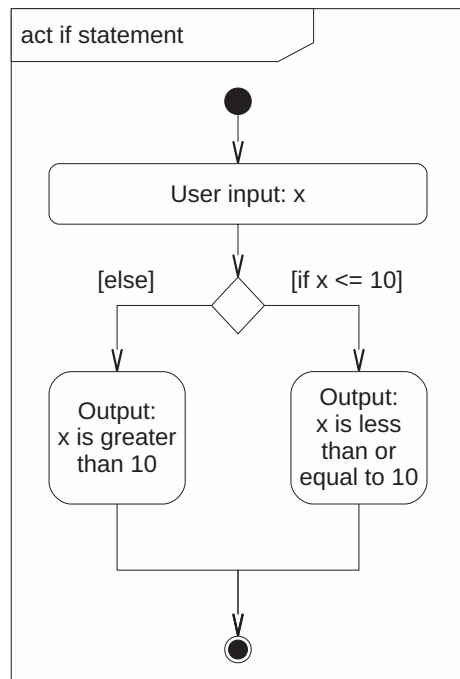 act if statement
User input: x
[else]
[if x <= 10]
Output:
x is greater
than 10
Output:
x is less
than or
equal to 10